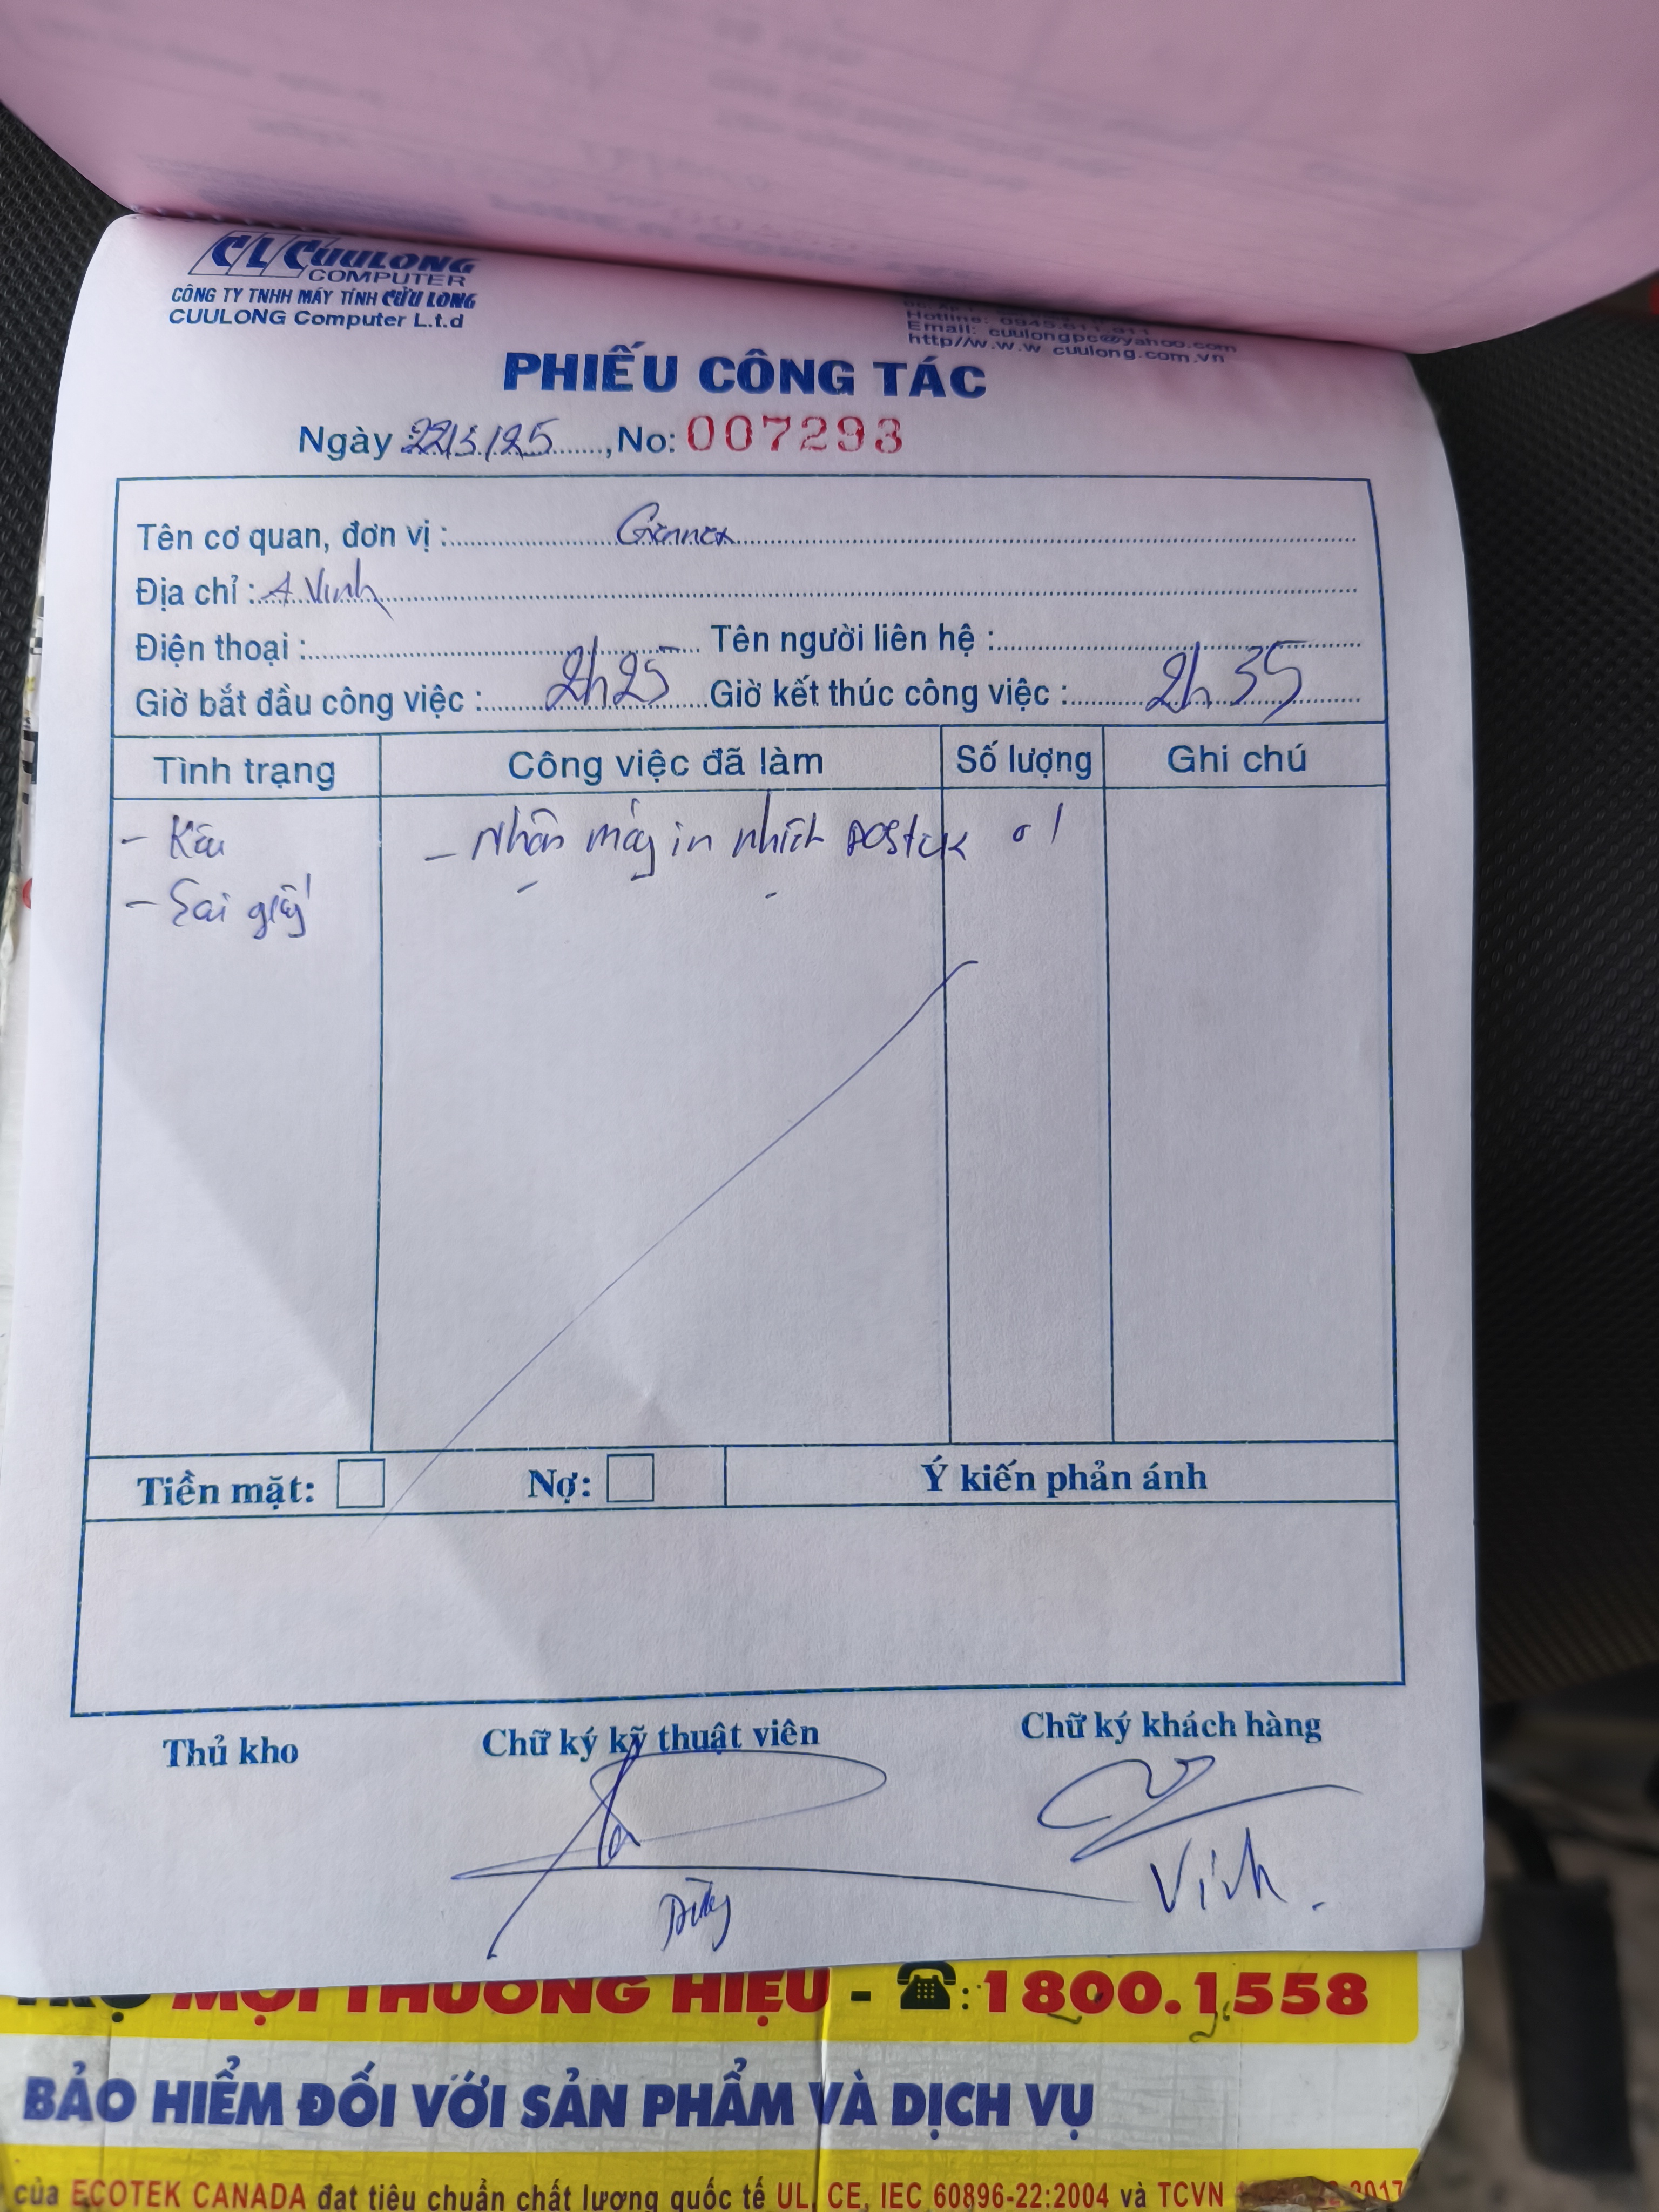 CL CUULONG
COMPUTER
CÔNG TY TNHH MÁY TÍNH CỬU LONG
CUULONG Computer L.t.d
Hotline: 0945.511.911
Email: cuulongpc@yahoo.com
http//w.w.w cuulong.com.vn
PHIẾU CÔNG TÁC
Ngày 22/3/25, No: 007293
Tên cơ quan, đơn vị :
Địa chỉ : A Vinh
Điện thoại : Tên người liên hệ :
Giờ bắt đầu công việc : 2h25 Giờ kết thúc công việc : 2h35
Tình trạng Công việc đã làm Số lượng Ghi chú
- Kêu - Nhận máy in nhiệt 01
- Sai giấy
Tiền mặt: Nợ: Ý kiến phản ánh
Thủ kho Chữ ký kỹ thuật viên Chữ ký khách hàng
Vinh.
TRỢ MỌI THƯƠNG HIỆU - ☎: 1800.1558
BẢO HIỂM ĐỐI VỚI SẢN PHẨM VÀ DỊCH VỤ
của ECOTEK CANADA đạt tiêu chuẩn chất lượng quốc tế UL, CE, IEC 60896-22:2004 và TCVN